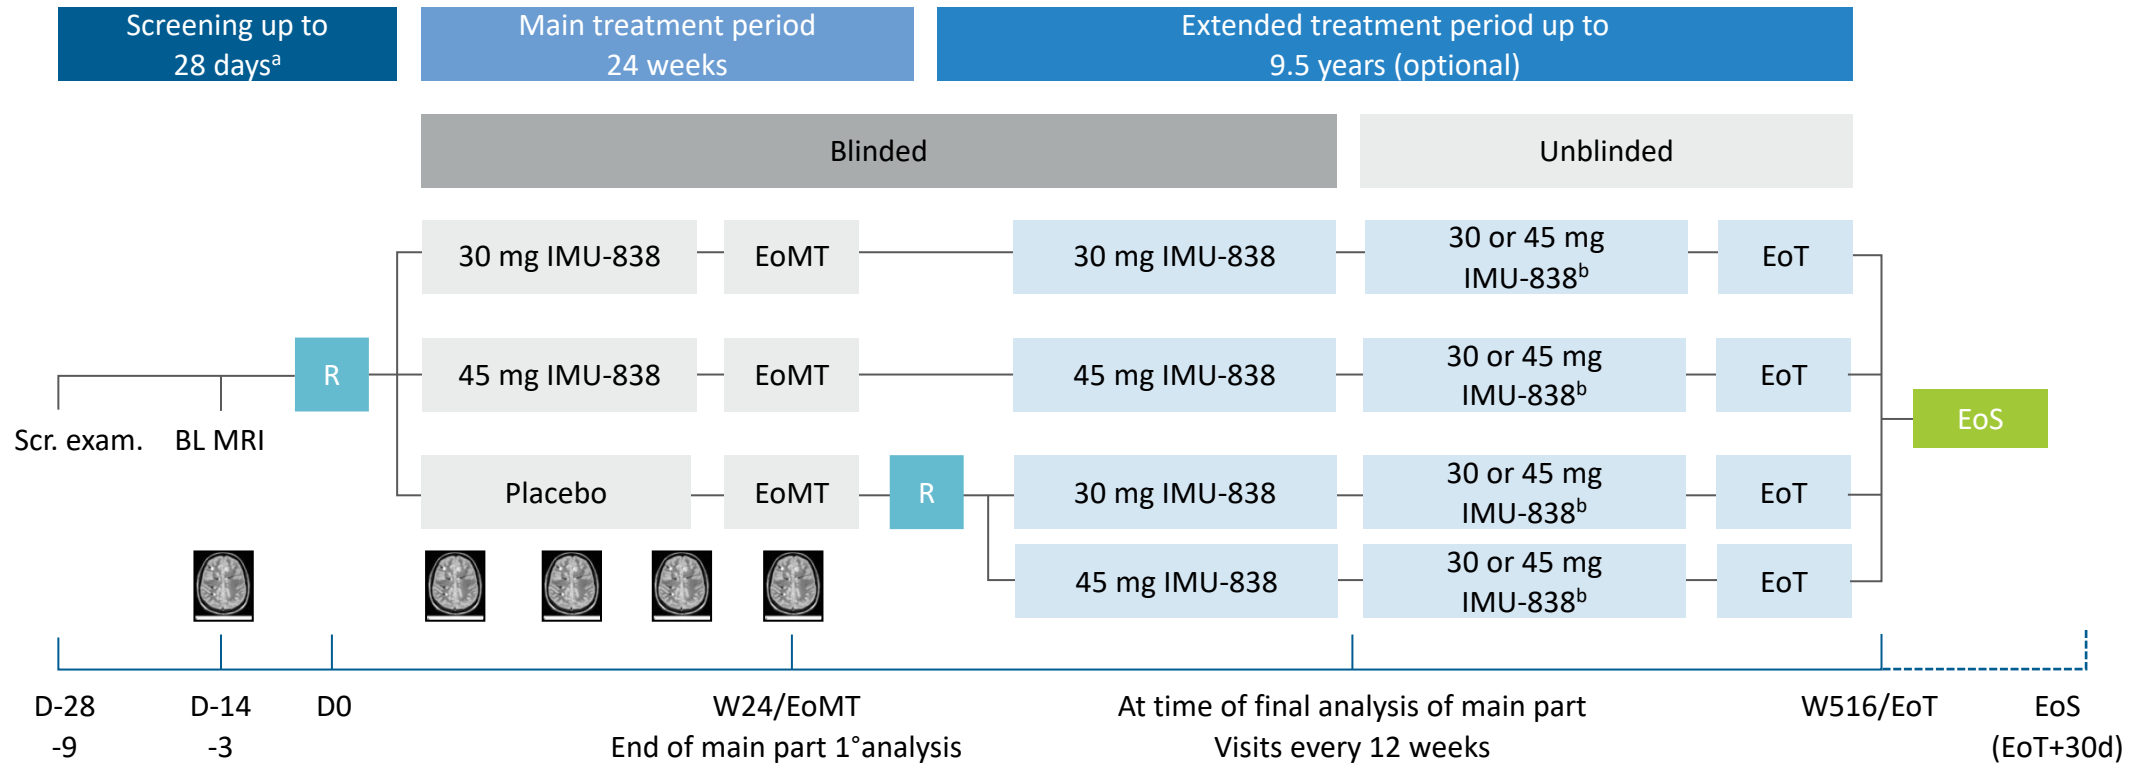 Screening up to
28 daysᵃ
Main treatment period
24 weeks
Extended treatment period up to
9.5 years (optional)
Blinded
Unblinded
30 mg IMU-838
EoMT
30 mg IMU-838
30 or 45 mg
IMU-838ᵇ
EoT
R
45 mg IMU-838
EoMT
45 mg IMU-838
30 or 45 mg
IMU-838ᵇ
EoT
Scr. exam.
BL MRI
EoS
Placebo
EoMT
R
30 mg IMU-838
30 or 45 mg
IMU-838ᵇ
EoT
45 mg IMU-838
30 or 45 mg
IMU-838ᵇ
EoT
D-28
-9
D-14
-3
D0
W24/EoMT
End of main part 1°analysis
At time of final analysis of main part
Visits every 12 weeks
W516/EoT
EoS
(EoT+30d)